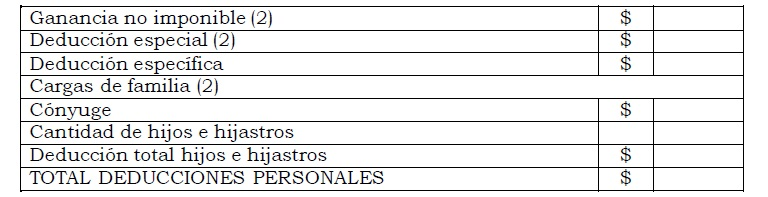 Ganancia no imponible (2) $
Deducción especial (2) $
Deducción específica $
Cargas de familia (2)
Cónyuge $
Cantidad de hijos e hijastros
Deducción total hijos e hijastros $
TOTAL DEDUCCIONES PERSONALES $